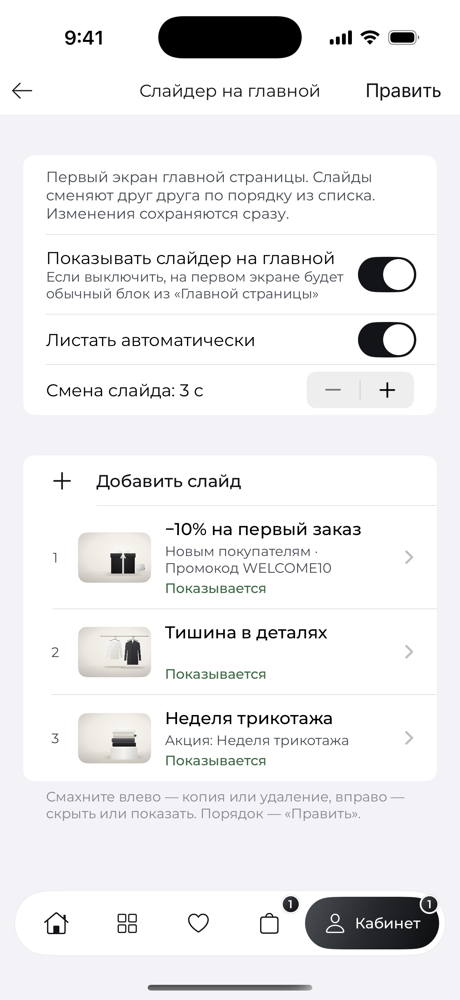 9:41
Слайдер на главной
Править
Первый экран главной страницы. Слайды
сменяют друг друга по порядку из списка.
Изменения сохраняются сразу.
Показывать слайдер на главной
Если выключить, на первом экране будет
обычный блок из «Главной страницы»
Листать автоматически
Смена слайда: 3 с
Добавить слайд
1
−10% на первый заказ
Новым покупателям ·
Промокод WELCOME10
Показывается
2
Тишина в деталях
Показывается
3
Неделя трикотажа
Акция: Неделя трикотажа
Показывается
Смахните влево — копия или удаление, вправо —
скрыть или показать. Порядок — «Править».
1
Кабинет
1